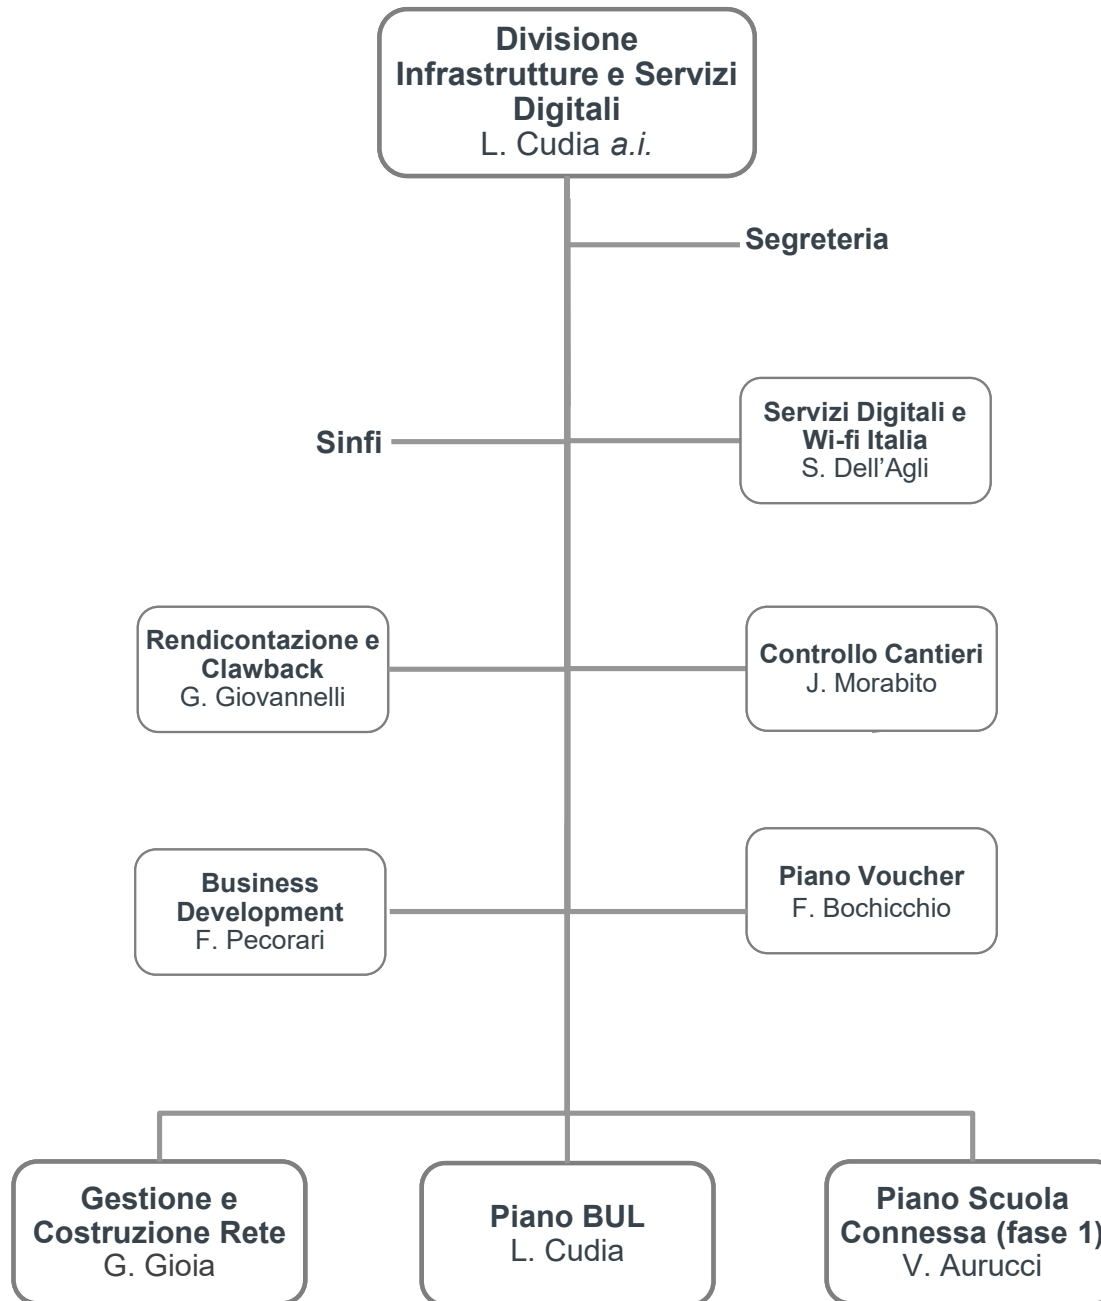 Divisione
Infrastrutture e Servizi
Digitali
L. Cudia a.i.
Segreteria
Sinfi
Servizi Digitali e
Wi-fi Italia
S. Dell’Agli
Rendicontazione e
Clawback
G. Giovannelli
Controllo Cantieri
J. Morabito
Business
Development
F. Pecorari
Piano Voucher
F. Bochicchio
Gestione e
Costruzione Rete
G. Gioia
Piano BUL
L. Cudia
Piano Scuola
Connessa (fase 1)
V. Aurucci